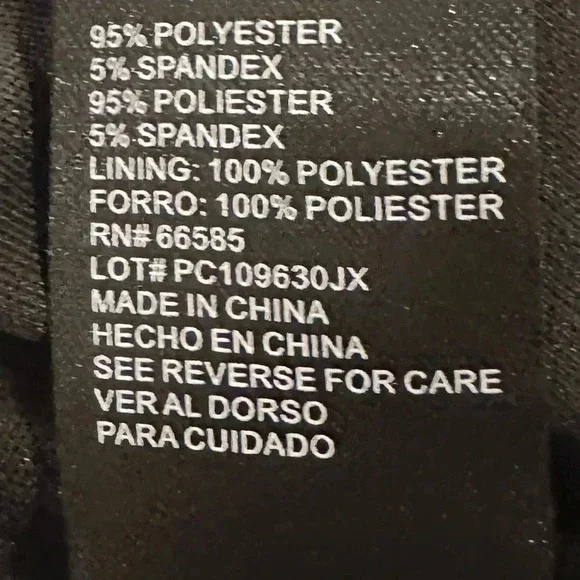 95% POLYESTER
5% SPANDEX
95% POLIESTER
5% SPANDEX
LINING: 100% POLYESTER
FORRO: 100% POLIESTER
RN# 66585
LOT# PC109630JX
MADE IN CHINA
HECHO EN CHINA
SEE REVERSE FOR CARE
VER AL DORSO
PARA CUIDADO